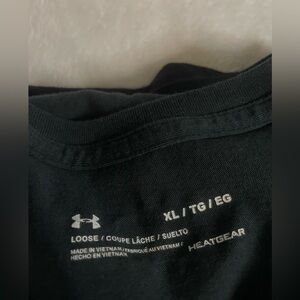 XL / TG / EG
LOOSE / COUPE LÂCHE / SUELTO
MADE IN VIETNAM / FABRIQUÉ AU VIETNAM /
HECHO EN VIETNAM
HEATGEAR